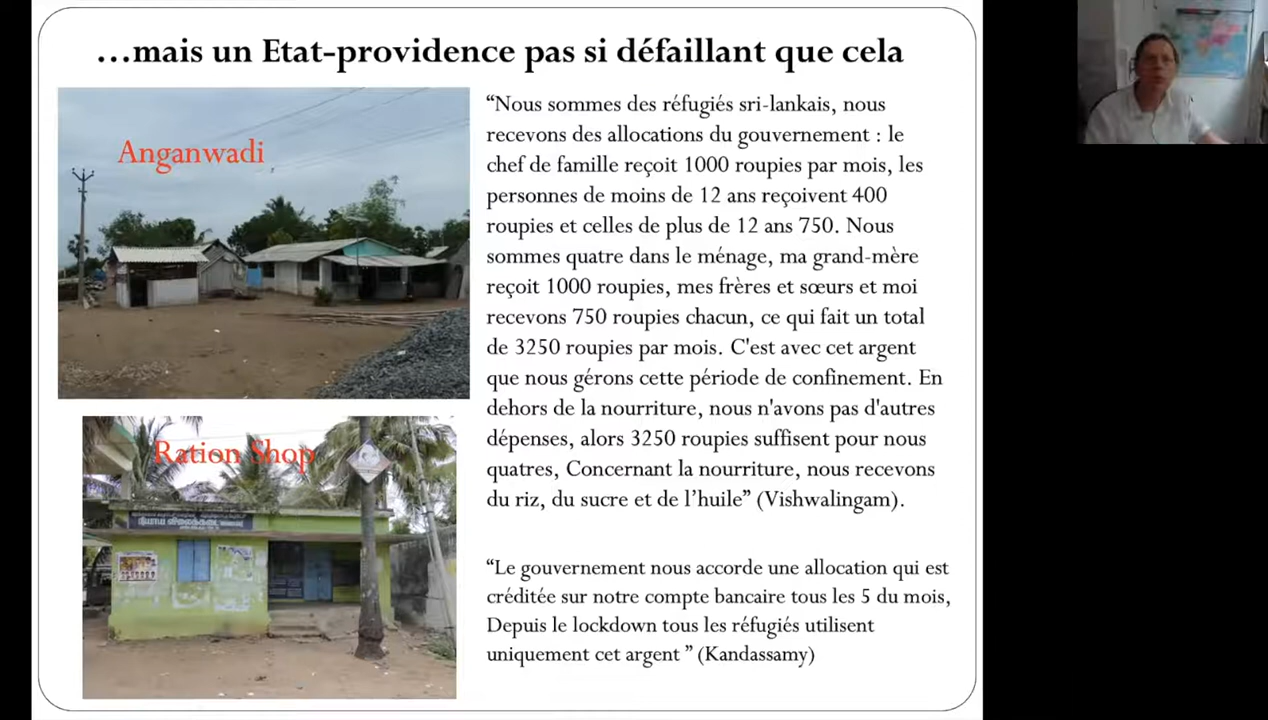 …mais un Etat-providence pas si défaillant que cela
Anganwadi
Ration Shop
“Nous sommes des réfugiés sri-lankais, nous
recevons des allocations du gouvernement : le
chef de famille reçoit 1000 roupies par mois, les
personnes de moins de 12 ans reçoivent 400
roupies et celles de plus de 12 ans 750. Nous
sommes quatre dans le ménage, ma grand-mère
reçoit 1000 roupies, mes frères et sœurs et moi
recevons 750 roupies chacun, ce qui fait un total
de 3250 roupies par mois. C'est avec cet argent
que nous gérons cette période de confinement. En
dehors de la nourriture, nous n'avons pas d'autres
dépenses, alors 3250 roupies suffisent pour nous
quatres, Concernant la nourriture, nous recevons
du riz, du sucre et de l’huile” (Vishwalingam).
“Le gouvernement nous accorde une allocation qui est
créditée sur notre compte bancaire tous les 5 du mois,
Depuis le lockdown tous les réfugiés utilisent
uniquement cet argent ” (Kandassamy)